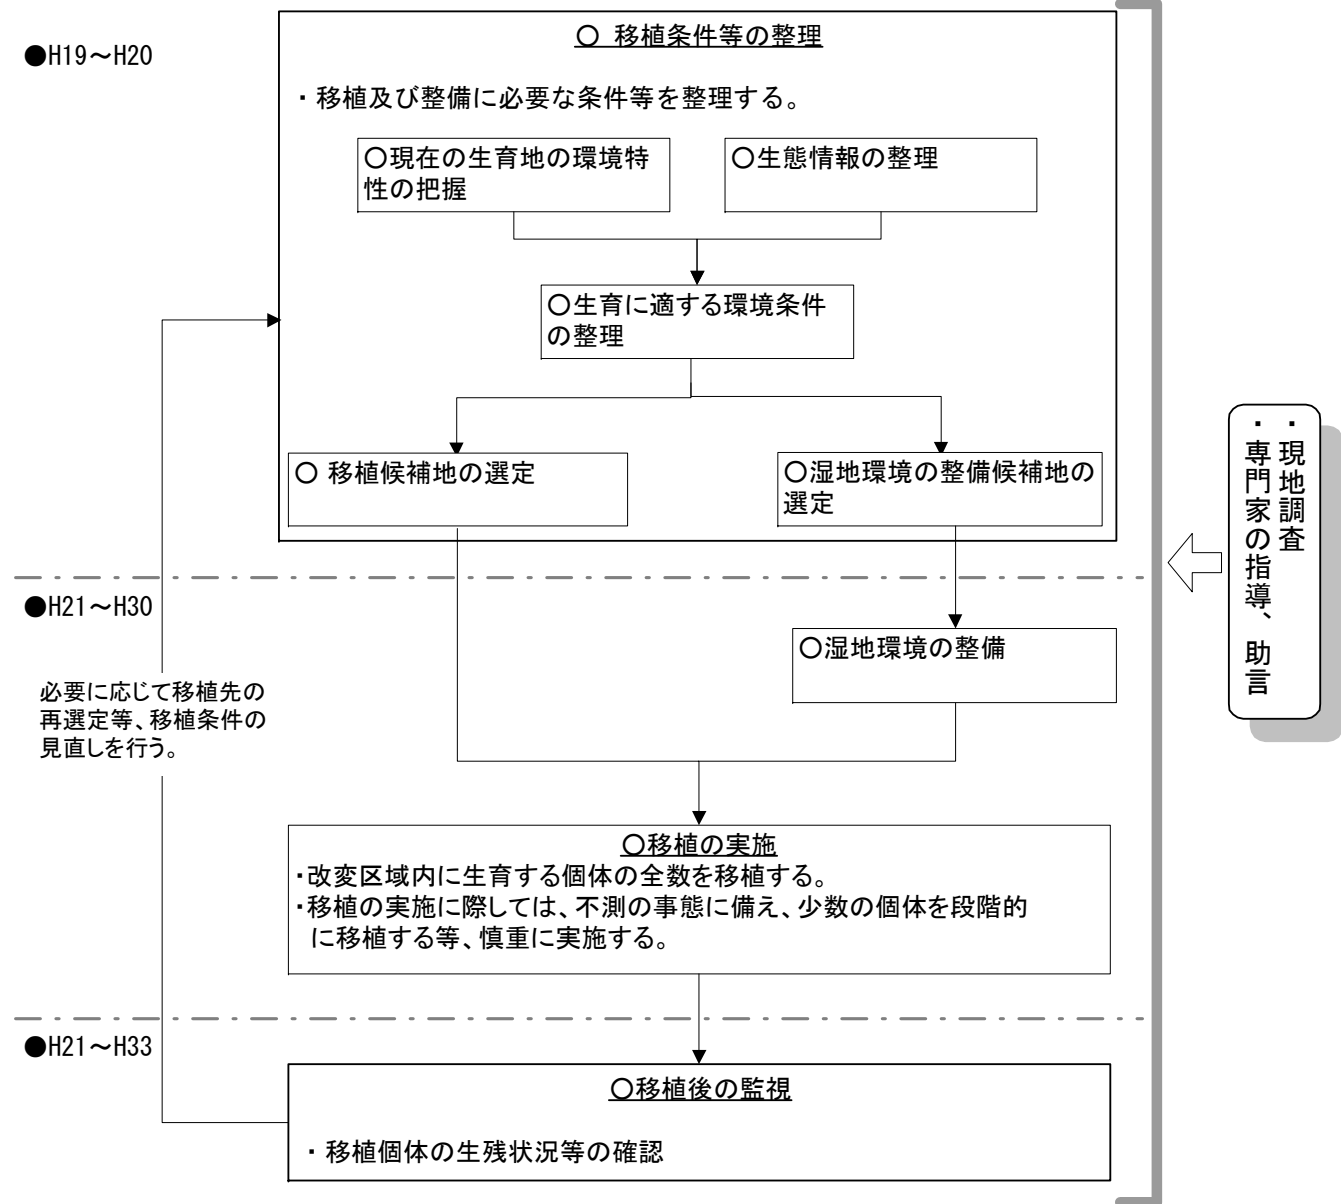 ●H19～H20
○ 移植条件等の整理
・移植及び整備に必要な条件等を整理する。
○現在の生育地の環境特
性の把握
○生態情報の整理
○生育に適する環境条件
の整理
○ 移植候補地の選定
○湿地環境の整備候補地の
選定
・現地調査
・専門家の指導、助言
●H21～H30
○湿地環境の整備
必要に応じて移植先の
再選定等、移植条件の
見直しを行う。
○移植の実施
・改変区域内に生育する個体の全数を移植する。
・移植の実施に際しては、不測の事態に備え、少数の個体を段階的
に移植する等、慎重に実施する。
●H21～H33
○移植後の監視
・移植個体の生残状況等の確認